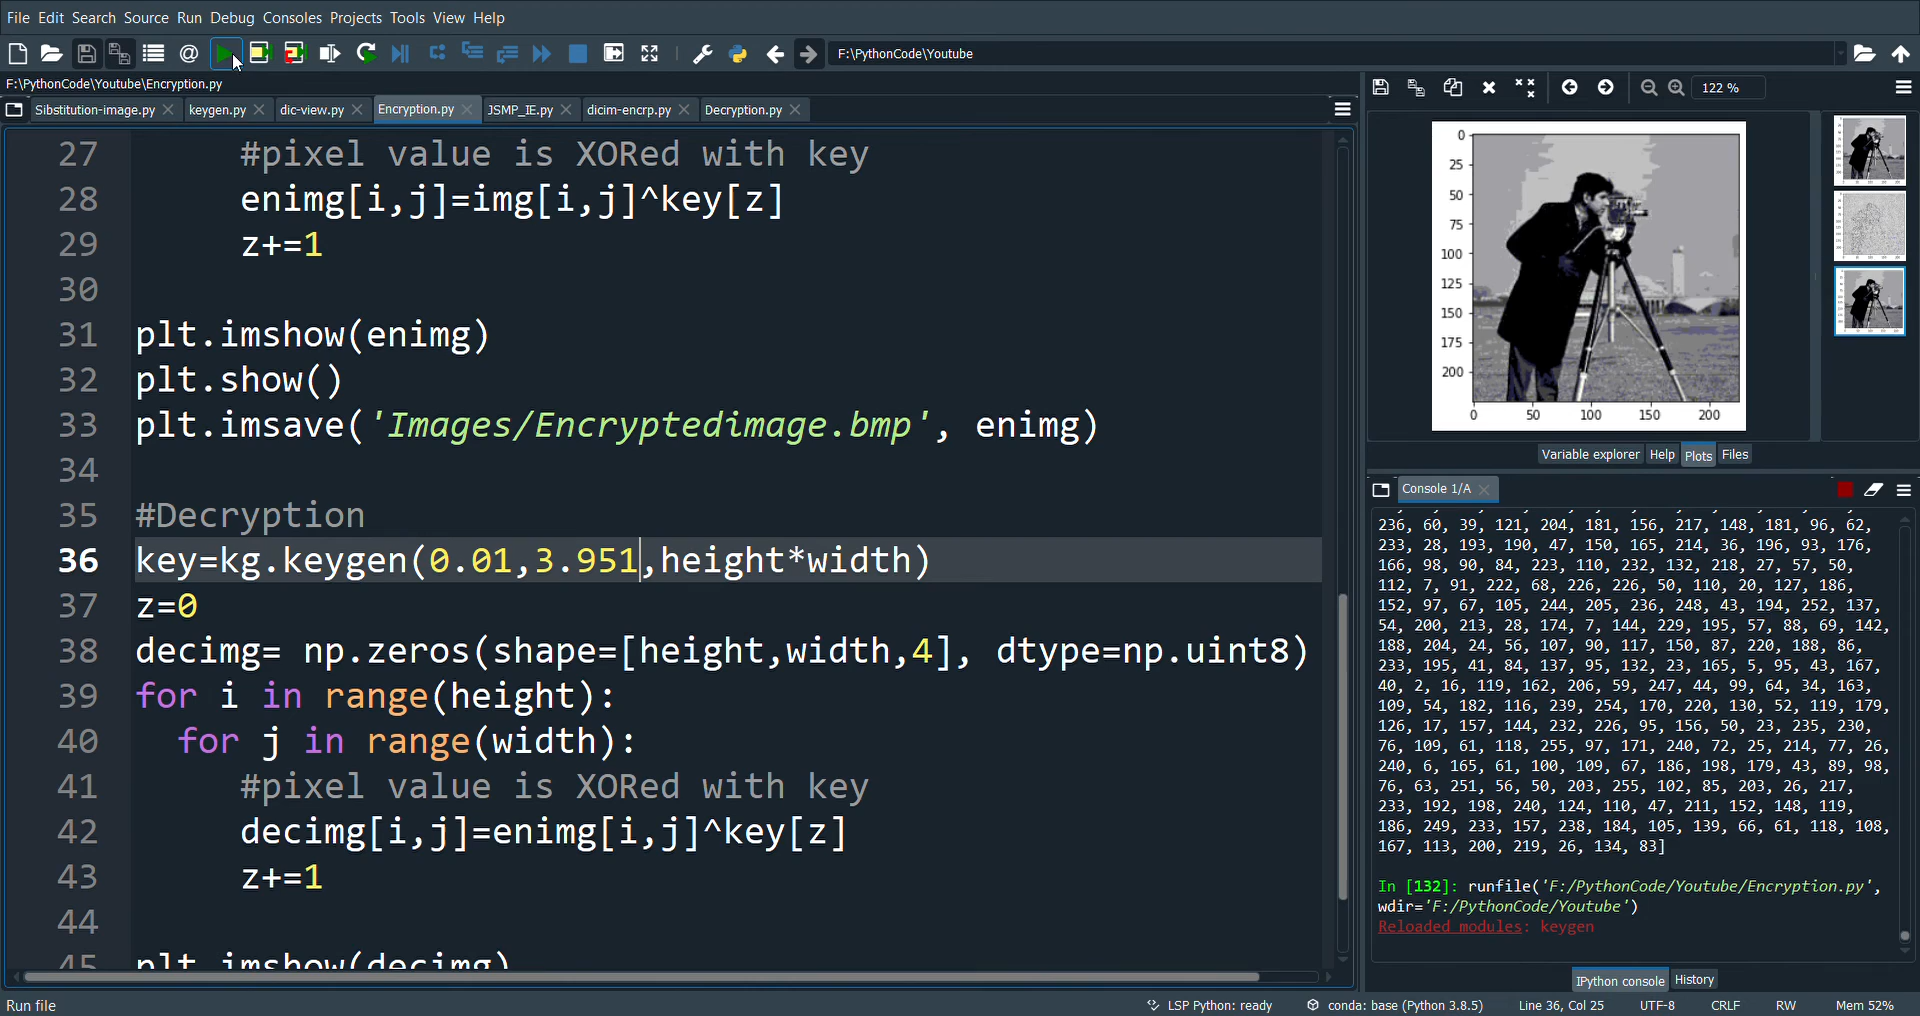 File Edit Search Source Run Debug Consoles Projects Tools View Help
F:\PythonCode\Youtube
F:\PythonCode\Youtube\Encryption.py
Sibstitution-image.py keygen.py dic-view.py Encryption.py JSMP_IE.py dicim-encrp.py Decryption.py
27 #pixel value is XORed with key
28 enimg[i,j]=img[i,j]^key[z]
29 z+=1
30
31 plt.imshow(enimg)
32 plt.show()
33 plt.imsave('Images/Encryptedimage.bmp', enimg)
34
35 #Decryption
36 key=kg.keygen(0.01,3.951,height*width)
37 z=0
38 decimg= np.zeros(shape=[height,width,4], dtype=np.uint8)
39 for i in range(height):
40 for j in range(width):
41 #pixel value is XORed with key
42 decimg[i,j]=enimg[i,j]^key[z]
43 z+=1
44
45 plt.imshow(decimg)
122 %
0
25
50
75
100
125
150
175
200
0 50 100 150 200
Variable explorer Help Plots Files
Console 1/A
236, 60, 39, 121, 204, 181, 156, 217, 148, 181, 96, 62,
233, 28, 193, 190, 47, 150, 165, 214, 36, 196, 93, 176,
166, 98, 90, 84, 223, 110, 232, 132, 218, 27, 57, 50,
112, 7, 91, 222, 68, 226, 226, 50, 110, 20, 127, 186,
152, 97, 67, 105, 244, 205, 236, 248, 43, 194, 252, 137,
54, 200, 213, 28, 174, 7, 144, 229, 195, 57, 88, 69, 142,
188, 204, 24, 56, 107, 90, 117, 150, 87, 220, 188, 86,
233, 195, 41, 84, 137, 95, 132, 23, 165, 5, 95, 43, 167,
40, 2, 16, 119, 162, 206, 59, 247, 44, 99, 64, 34, 163,
109, 54, 182, 116, 239, 254, 170, 220, 130, 52, 119, 179,
126, 17, 157, 144, 232, 226, 95, 156, 50, 23, 235, 230,
76, 109, 61, 118, 255, 97, 171, 240, 72, 25, 214, 77, 26,
240, 6, 165, 61, 100, 109, 67, 186, 198, 179, 43, 89, 98,
76, 63, 251, 56, 50, 203, 255, 102, 85, 203, 26, 217,
233, 192, 198, 240, 124, 110, 47, 211, 152, 148, 119,
186, 249, 233, 157, 238, 184, 105, 139, 66, 61, 118, 108,
167, 113, 200, 219, 26, 134, 83]
In [132]: runfile('F:/PythonCode/Youtube/Encryption.py',
wdir='F:/PythonCode/Youtube')
Reloaded modules: keygen
IPython console History
Run file LSP Python: ready conda: base (Python 3.8.5) Line 36, Col 25 UTF-8 CRLF RW Mem 52%